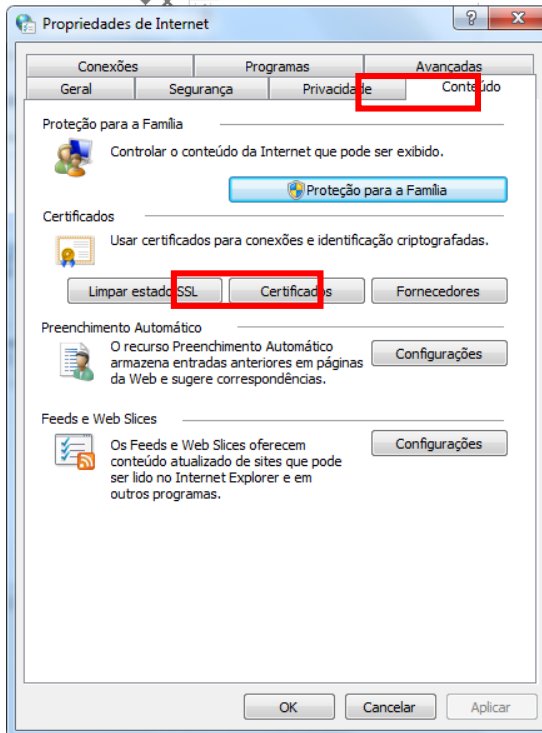 Propriedades de Internet
Conexões Programas Avançadas
Geral Segurança Privacidade Conteúdo
Proteção para a Família
Controlar o conteúdo da Internet que pode ser exibido.
Proteção para a Família
Certificados
Usar certificados para conexões e identificação criptografadas.
Limpar estado SSL Certificados Fornecedores
Preenchimento Automático
O recurso Preenchimento Automático
armazena entradas anteriores em páginas
da Web e sugere correspondências.
Configurações
Feeds e Web Slices
Os Feeds e Web Slices oferecem
conteúdo atualizado de sites que pode
ser lido no Internet Explorer e em
outros programas.
Configurações
OK Cancelar Aplicar